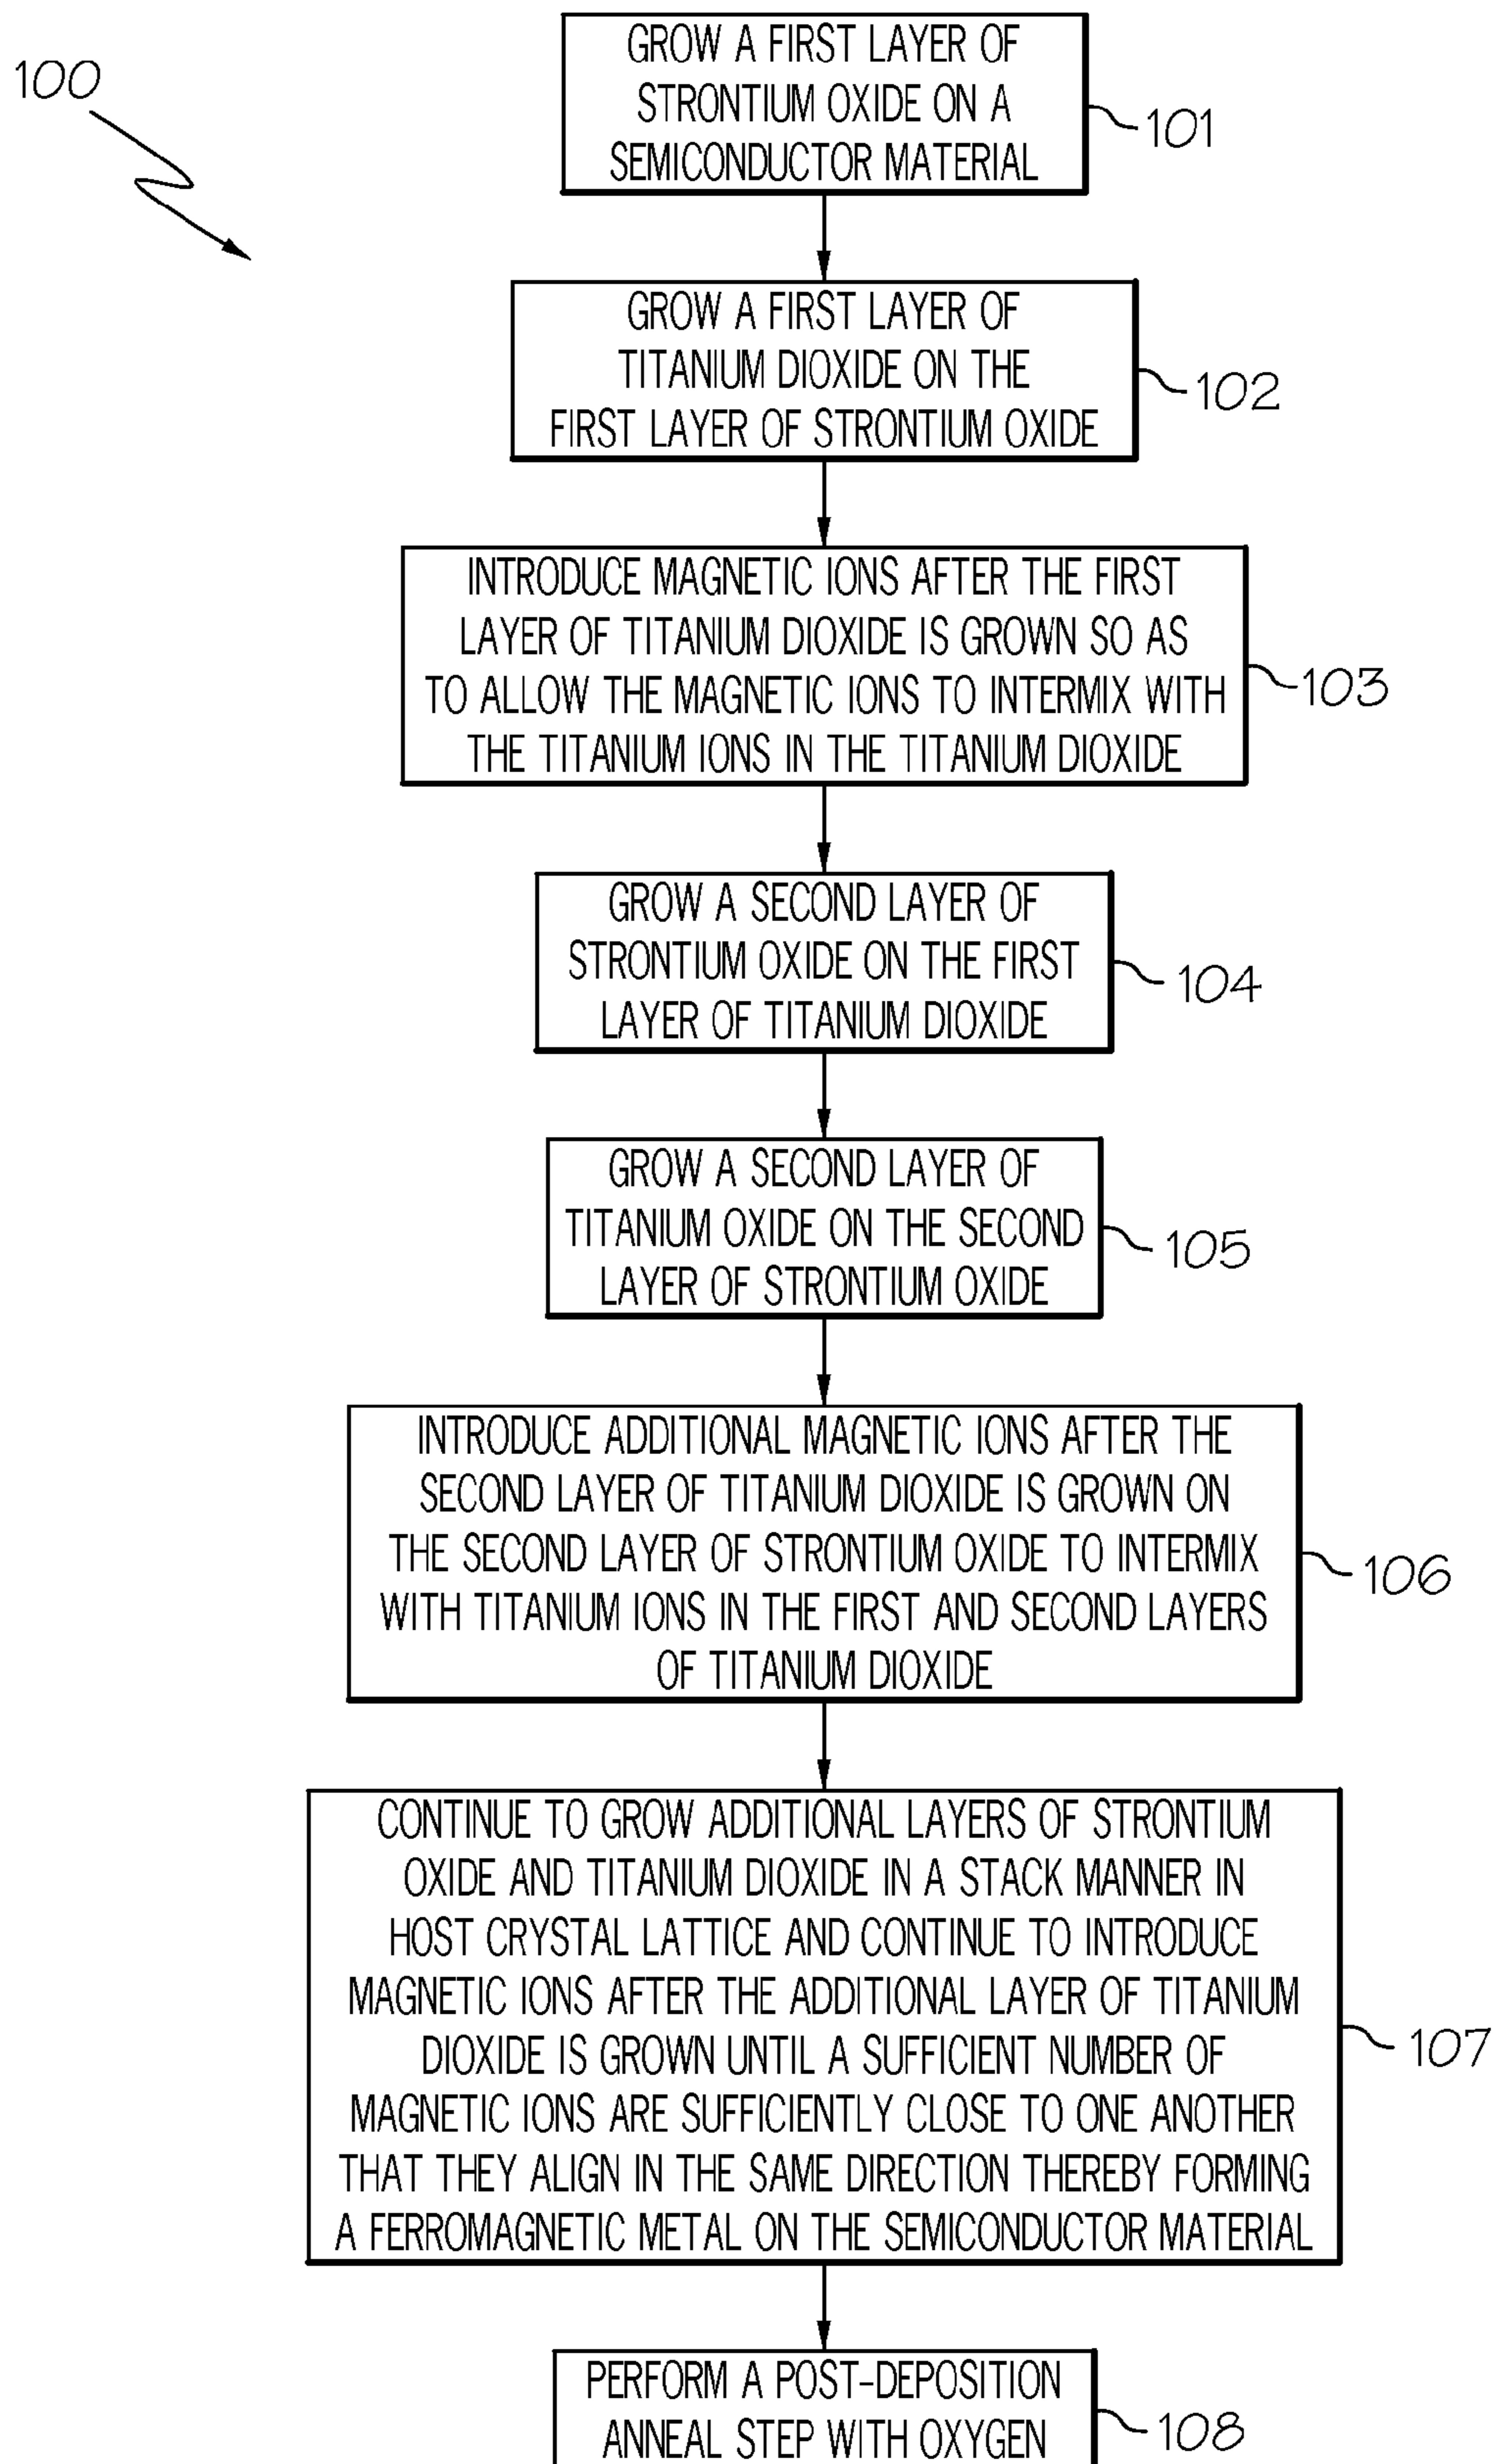 100
GROW A FIRST LAYER OF
STRONTIUM OXIDE ON A
SEMICONDUCTOR MATERIAL
101
GROW A FIRST LAYER OF
TITANIUM DIOXIDE ON THE
FIRST LAYER OF STRONTIUM OXIDE
102
INTRODUCE MAGNETIC IONS AFTER THE FIRST
LAYER OF TITANIUM DIOXIDE IS GROWN SO AS
TO ALLOW THE MAGNETIC IONS TO INTERMIX WITH
THE TITANIUM IONS IN THE TITANIUM DIOXIDE
103
GROW A SECOND LAYER OF
STRONTIUM OXIDE ON THE FIRST
LAYER OF TITANIUM DIOXIDE
104
GROW A SECOND LAYER OF
TITANIUM OXIDE ON THE SECOND
LAYER OF STRONTIUM OXIDE
105
INTRODUCE ADDITIONAL MAGNETIC IONS AFTER THE
SECOND LAYER OF TITANIUM DIOXIDE IS GROWN ON
THE SECOND LAYER OF STRONTIUM OXIDE TO INTERMIX
WITH TITANIUM IONS IN THE FIRST AND SECOND LAYERS
OF TITANIUM DIOXIDE
106
CONTINUE TO GROW ADDITIONAL LAYERS OF STRONTIUM
OXIDE AND TITANIUM DIOXIDE IN A STACK MANNER IN
HOST CRYSTAL LATTICE AND CONTINUE TO INTRODUCE
MAGNETIC IONS AFTER THE ADDITIONAL LAYER OF TITANIUM
DIOXIDE IS GROWN UNTIL A SUFFICIENT NUMBER OF
MAGNETIC IONS ARE SUFFICIENTLY CLOSE TO ONE ANOTHER
THAT THEY ALIGN IN THE SAME DIRECTION THEREBY FORMING
A FERROMAGNETIC METAL ON THE SEMICONDUCTOR MATERIAL
107
PERFORM A POST-DEPOSITION
ANNEAL STEP WITH OXYGEN
108